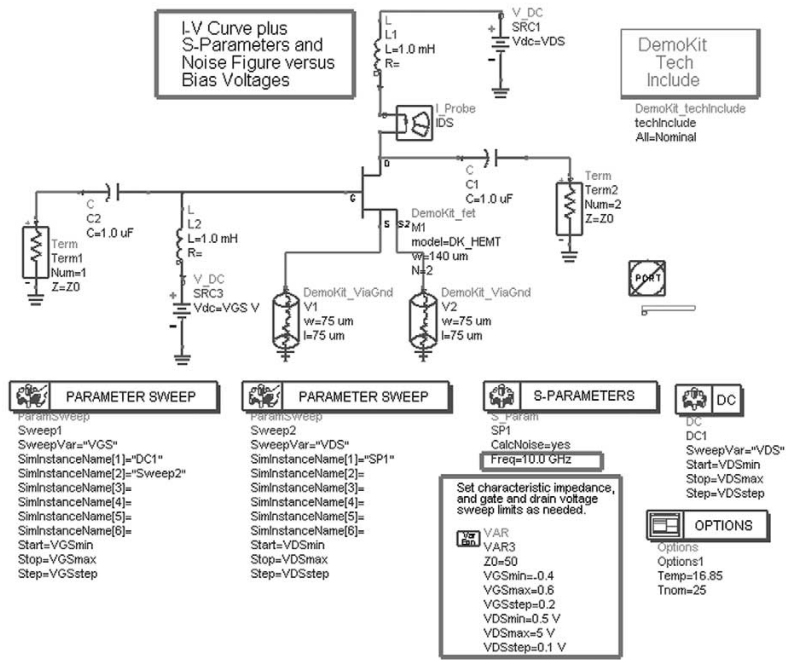 I-V Curve plus
S-Parameters and
Noise Figure versus
Bias Voltages
L
L1
L=1.0 mH
R=
V_DC
SRC1
Vdc=VDS
DemoKit
Tech
Include
DemoKit_techInclude
techInclude
All=Nominal
I_Probe
IDS
D
G
S
S2
C
C1
C=1.0 uF
Term
Term2
Num=2
Z=Z0
C
C2
C=1.0 uF
Term
Term1
Num=1
Z=Z0
L
L2
L=1.0 mH
R=
V_DC
SRC3
Vdc=VGS V
DemoKit_fet
M1
model=DK_HEMT
w=140 um
N=2
DemoKit_ViaGnd
V1
w=75 um
l=75 um
DemoKit_ViaGnd
V2
w=75 um
l=75 um
PORT
PARAMETER SWEEP
ParamSweep
Sweep1
SweepVar="VGS"
SimInstanceName[1]="DC1"
SimInstanceName[2]="Sweep2"
SimInstanceName[3]=
SimInstanceName[4]=
SimInstanceName[5]=
SimInstanceName[6]=
Start=VGSmin
Stop=VGSmax
Step=VGSstep
PARAMETER SWEEP
ParamSweep
Sweep2
SweepVar="VDS"
SimInstanceName[1]="SP1"
SimInstanceName[2]=
SimInstanceName[3]=
SimInstanceName[4]=
SimInstanceName[5]=
SimInstanceName[6]=
Start=VDSmin
Stop=VDSmax
Step=VDSstep
S-PARAMETERS
S_Param
SP1
CalcNoise=yes
Freq=10.0 GHz
Set characteristic impedance,
and gate and drain voltage
sweep limits as needed.
Var
Eqn
VAR
VAR3
Z0=50
VGSmin=-0.4
VGSmax=0.6
VGSstep=0.2
VDSmin=0.5 V
VDSmax=5 V
VDSstep=0.1 V
DC
DC
DC1
SweepVar="VDS"
Start=VDSmin
Stop=VDSmax
Step=VDSstep
OPTIONS
Options
Options1
Temp=16.85
Tnom=25